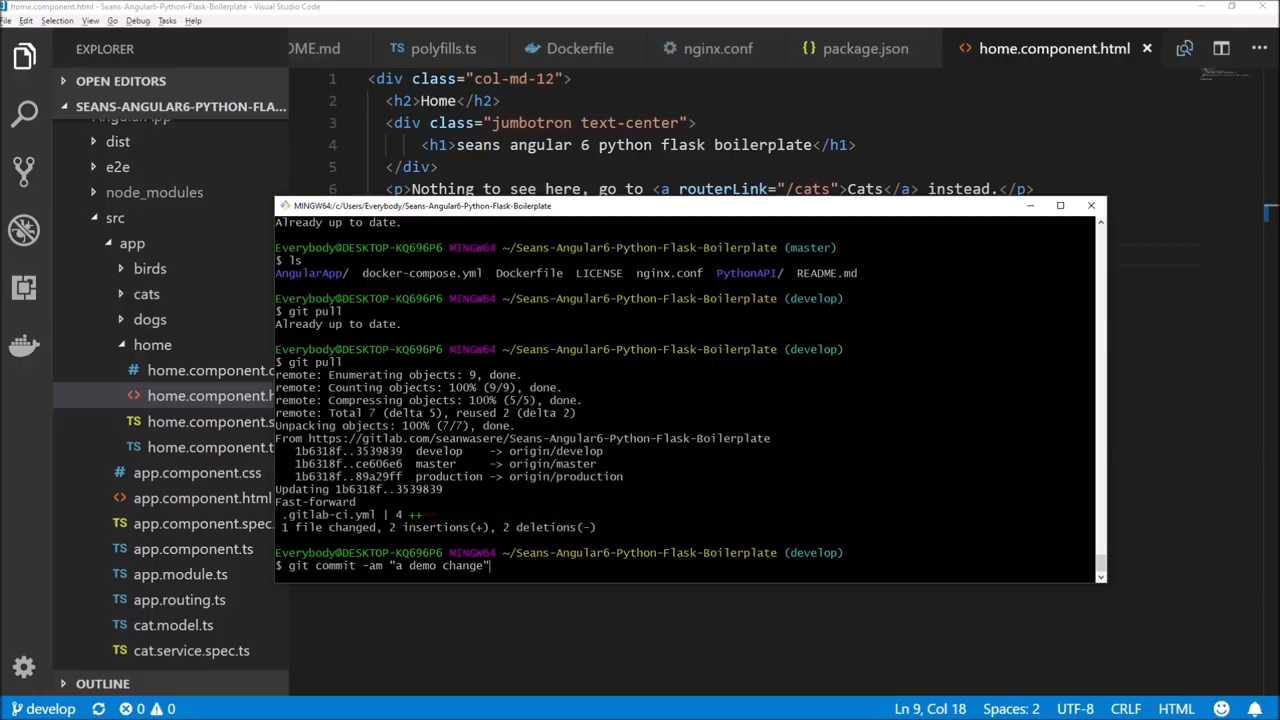 home.component.html - Seans-Angular6-Python-Flask-Boilerplate - Visual Studio Code
File Edit Selection View Go Debug Tasks Help
EXPLORER
OME.md polyfills.ts Dockerfile nginx.conf package.json home.component.html
OPEN EDITORS
SEANS-ANGULAR6-PYTHON-FLA...
dist
e2e
node_modules
src
app
birds
cats
dogs
home
home.component.c
home.component.h
home.component.s
home.component.t
app.component.css
app.component.html
app.component.spec.
app.component.ts
app.module.ts
app.routing.ts
cat.model.ts
cat.service.spec.ts
OUTLINE
1 <div class="col-md-12">
2 <h2>Home</h2>
3 <div class="jumbotron text-center">
4 <h1>seans angular 6 python flask boilerplate</h1>
5 </div>
6 <p>Nothing to see here, go to <a routerLink="/cats">Cats</a> instead.</p>
MINGW64:/c/Users/Everybody/Seans-Angular6-Python-Flask-Boilerplate
Already up to date.
Everybody@DESKTOP-KQ696P6 MINGW64 ~/Seans-Angular6-Python-Flask-Boilerplate (master)
$ ls
AngularApp/ docker-compose.yml Dockerfile LICENSE nginx.conf PythonAPI/ README.md
Everybody@DESKTOP-KQ696P6 MINGW64 ~/Seans-Angular6-Python-Flask-Boilerplate (develop)
$ git pull
Already up to date.
Everybody@DESKTOP-KQ696P6 MINGW64 ~/Seans-Angular6-Python-Flask-Boilerplate (develop)
$ git pull
remote: Enumerating objects: 9, done.
remote: Counting objects: 100% (9/9), done.
remote: Compressing objects: 100% (5/5), done.
remote: Total 7 (delta 5), reused 2 (delta 2)
Unpacking objects: 100% (7/7), done.
From https://gitlab.com/seanwasere/Seans-Angular6-Python-Flask-Boilerplate
1b6318f..3539839 develop -> origin/develop
1b6318f..ce606e6 master -> origin/master
1b6318f..89a29ff production -> origin/production
Updating 1b6318f..3539839
Fast-forward
.gitlab-ci.yml | 4 ++--
1 file changed, 2 insertions(+), 2 deletions(-)
Everybody@DESKTOP-KQ696P6 MINGW64 ~/Seans-Angular6-Python-Flask-Boilerplate (develop)
$ git commit -am "a demo change"
develop 0 0 Ln 9, Col 18 Spaces: 2 UTF-8 CRLF HTML